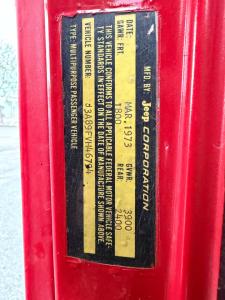 MFD. BY: Jeep CORPORATION
DATE: MAR. 1973 GVWR: 3900
GAWR: FRT. 1800 REAR: 2400
THIS VEHICLE CONFORMS TO ALL APPLICABLE FEDERAL MOTOR VEHICLE SAFE-
TY STANDARDS IN EFFECT ON THE DATE OF MANUFACTURE SHOWN ABOVE.
VEHICLE NUMBER:
TYPE: MULTIPURPOSE PASSENGER VEHICLE